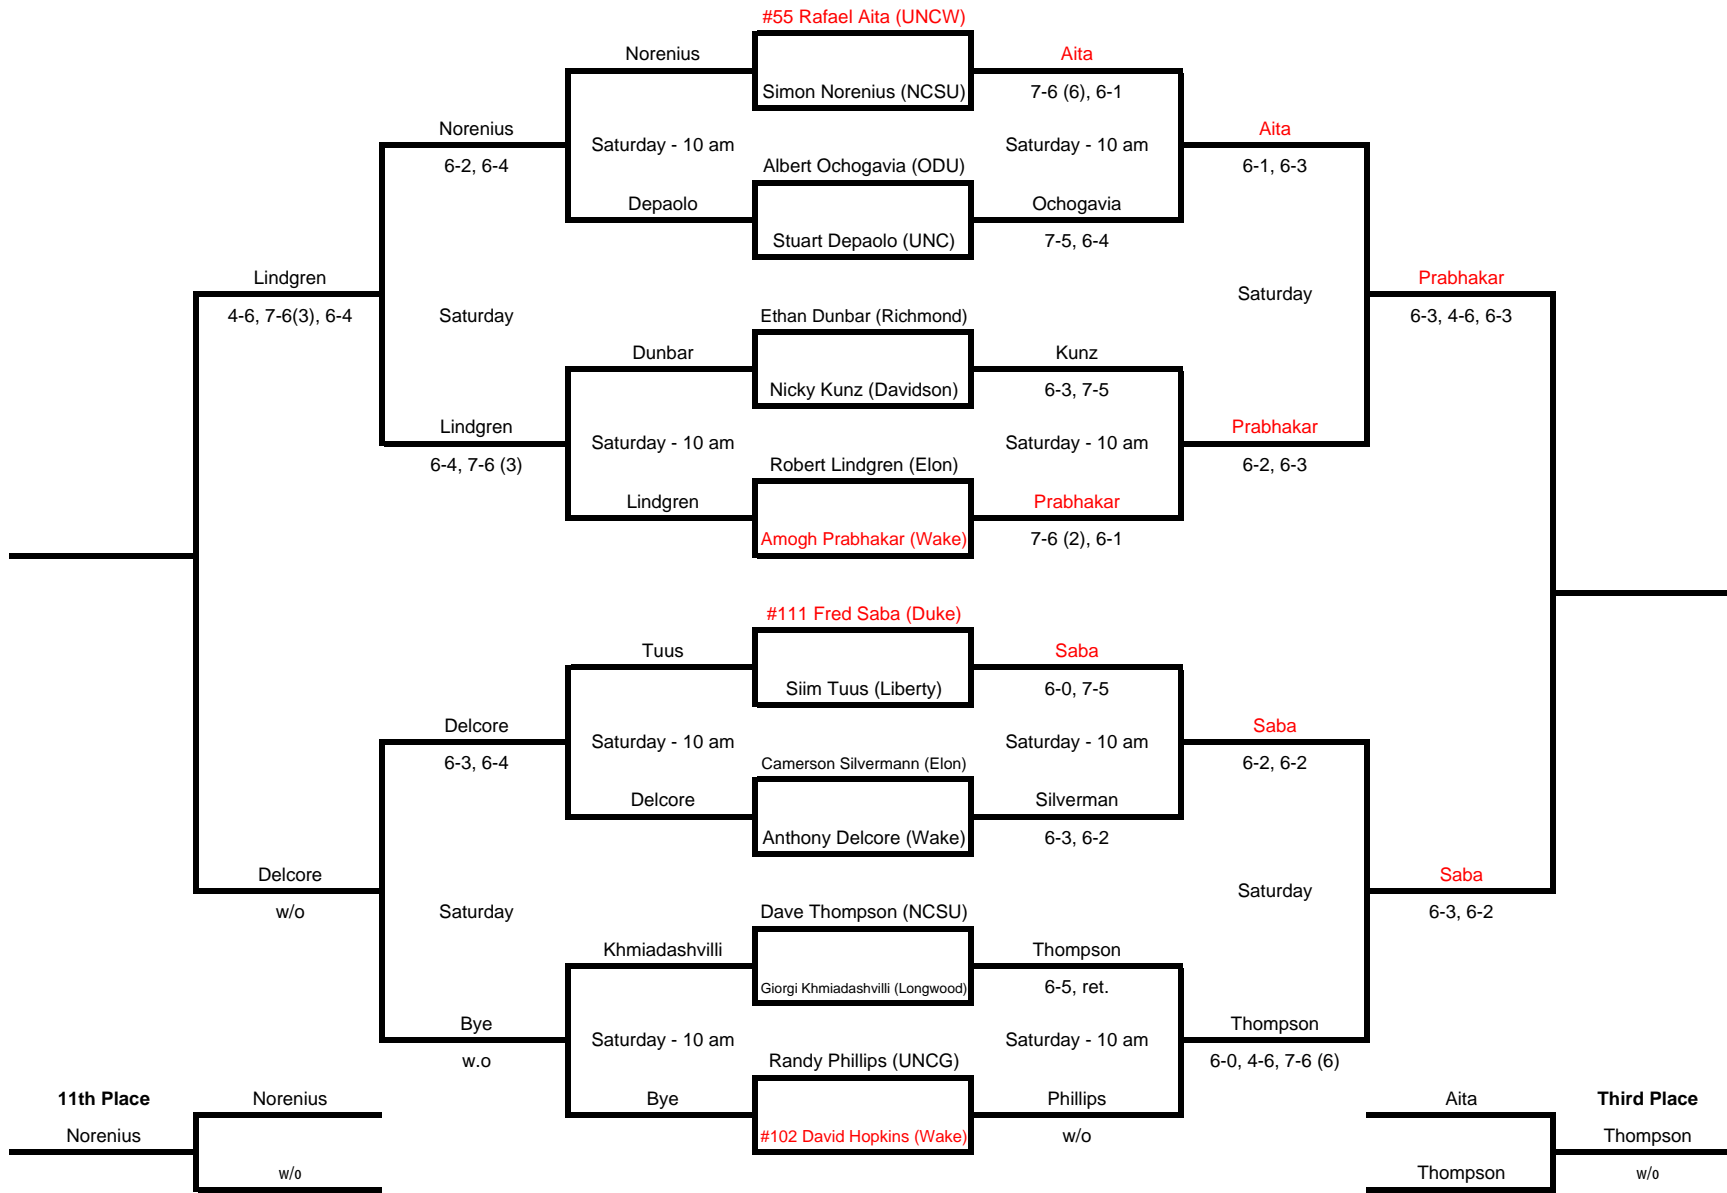 #55 Rafael Aita (UNCW)
Norenius Aita
Simon Norenius (NCSU) 7-6 (6), 6-1
Norenius Aita
Saturday - 10 am Saturday - 10 am
6-2, 6-4 Albert Ochogavia (ODU) 6-1, 6-3
Depaolo Ochogavia
Stuart Depaolo (UNC) 7-5, 6-4
Lindgren Prabhakar
Saturday
4-6, 7-6(3), 6-4 Saturday Ethan Dunbar (Richmond) 6-3, 4-6, 6-3
Dunbar Kunz
Nicky Kunz (Davidson) 6-3, 7-5
Lindgren Prabhakar
Saturday - 10 am Saturday - 10 am
6-4, 7-6 (3) Robert Lindgren (Elon) 6-2, 6-3
Lindgren Prabhakar
Amogh Prabhakar (Wake) 7-6 (2), 6-1
#111 Fred Saba (Duke)
Tuus Saba
Siim Tuus (Liberty) 6-0, 7-5
Delcore Saba
Saturday - 10 am Saturday - 10 am
6-3, 6-4 Camerson Silvermann (Elon) 6-2, 6-2
Delcore Silverman
Anthony Delcore (Wake) 6-3, 6-2
Delcore Saba
Saturday
w/o Saturday Dave Thompson (NCSU) 6-3, 6-2
Khmiadashvilli Thompson
Giorgi Khmiadashvilli (Longwood) 6-5, ret.
Bye Thompson
Saturday - 10 am Saturday - 10 am
w.o Randy Phillips (UNCG) 6-0, 4-6, 7-6 (6)
11th Place Norenius Bye Phillips Aita Third Place
Norenius #102 David Hopkins (Wake) w/o Thompson
w/o Thompson w/o